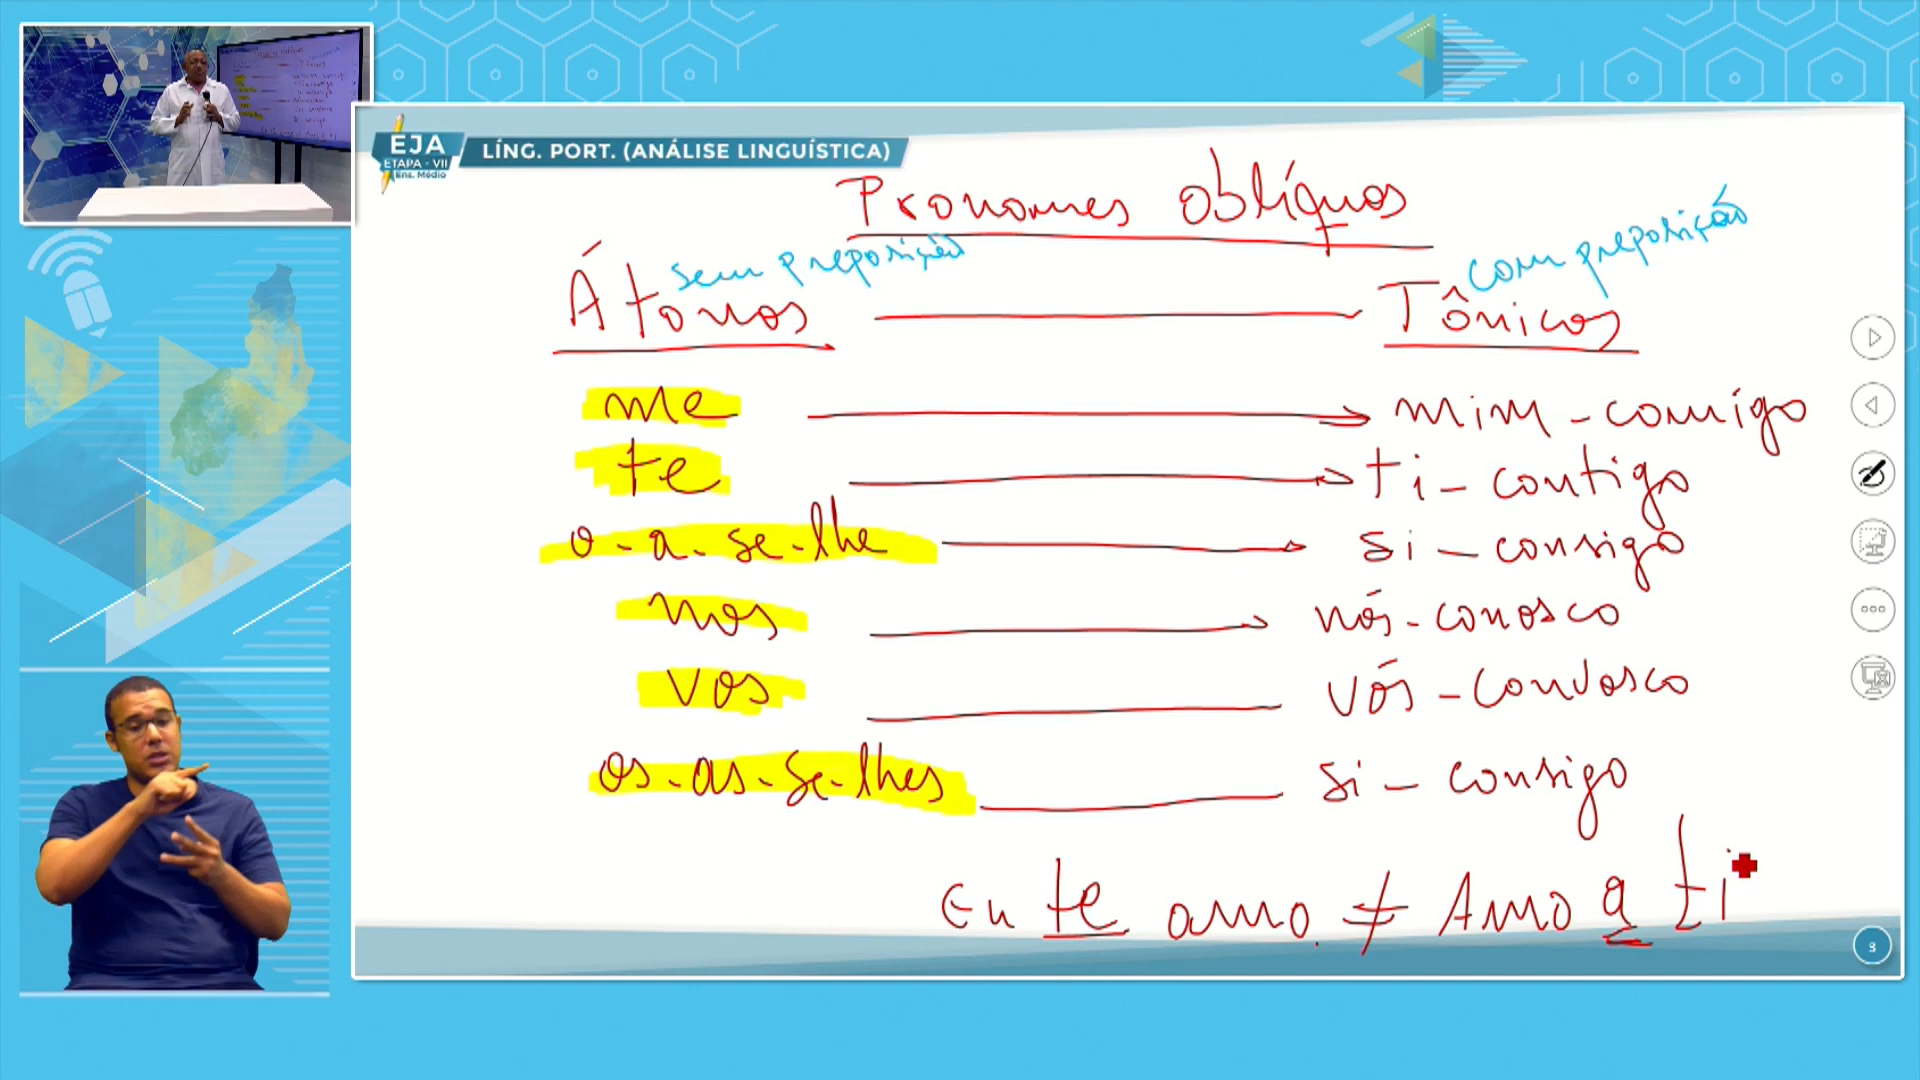 EJA
ETAPA - VII
Ens. Médio
LÍNG. PORT. (ANÁLISE LINGUÍSTICA)
Pronomes oblíquos
sem preposição
com preposição
Átonos Tônicos
me mim - comigo
te ti - contigo
o - a - se - lhe si - consigo
nos nós - conosco
vos vós - convosco
os - as - se - lhes si - consigo
Eu te amo. ≠ Amo a ti
3